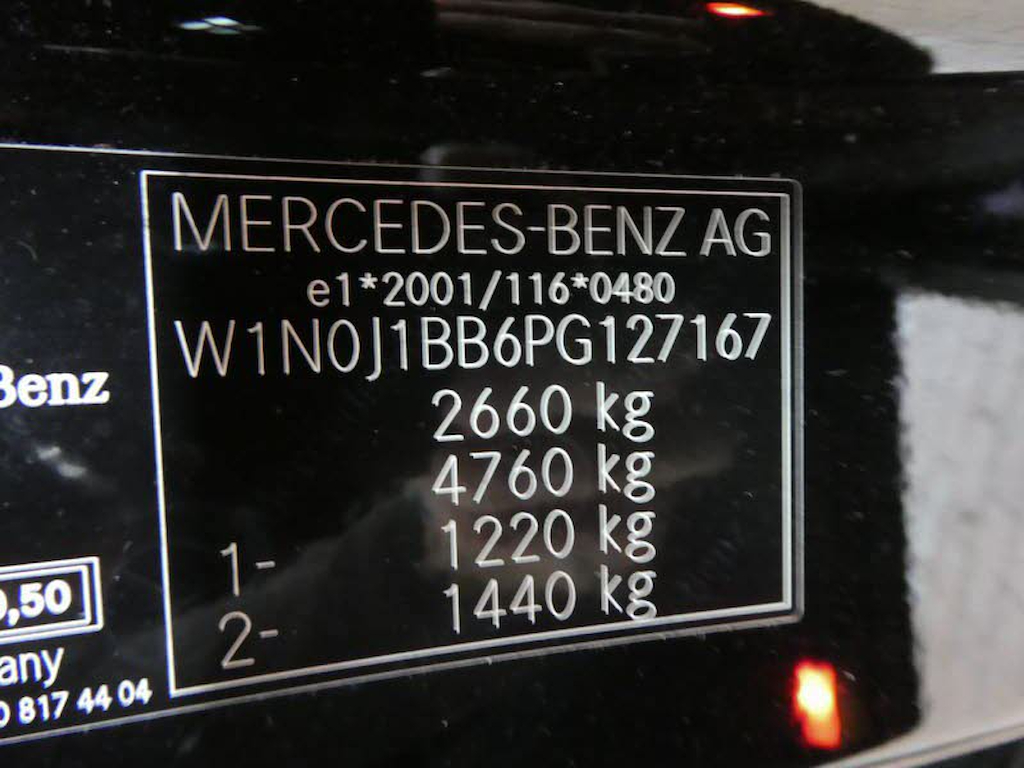 MERCEDES-BENZ AG
e1*2001/116*0480
W1N0J1BB6PG127167
2660 kg
4760 kg
1- 1220 kg
2- 1440 kg
Benz
,50
any
0 817 44 04